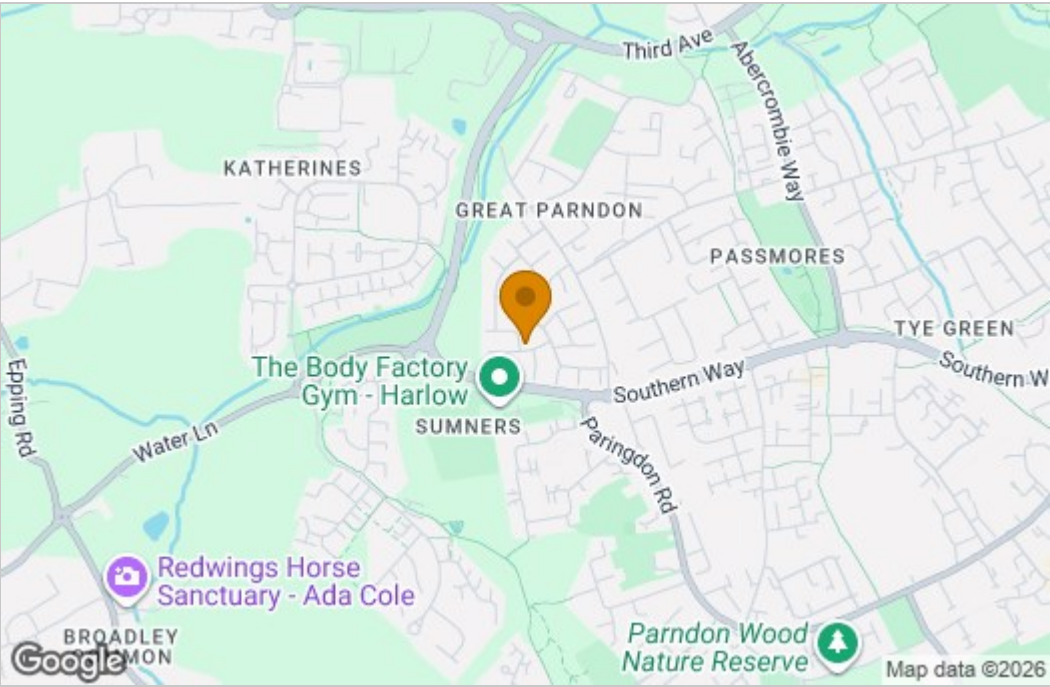 Third Ave
Abercrombie Way
KATHERINES
GREAT PARNDON
PASSMORES
TYE GREEN
Southern W
Epping Rd
The Body Factory
Gym - Harlow
Southern Way
SUMNERS
Water Ln
Paringdon Rd
Redwings Horse
Sanctuary - Ada Cole
BROADLEY
Parndon Wood
Nature Reserve
Google
Map data ©2026